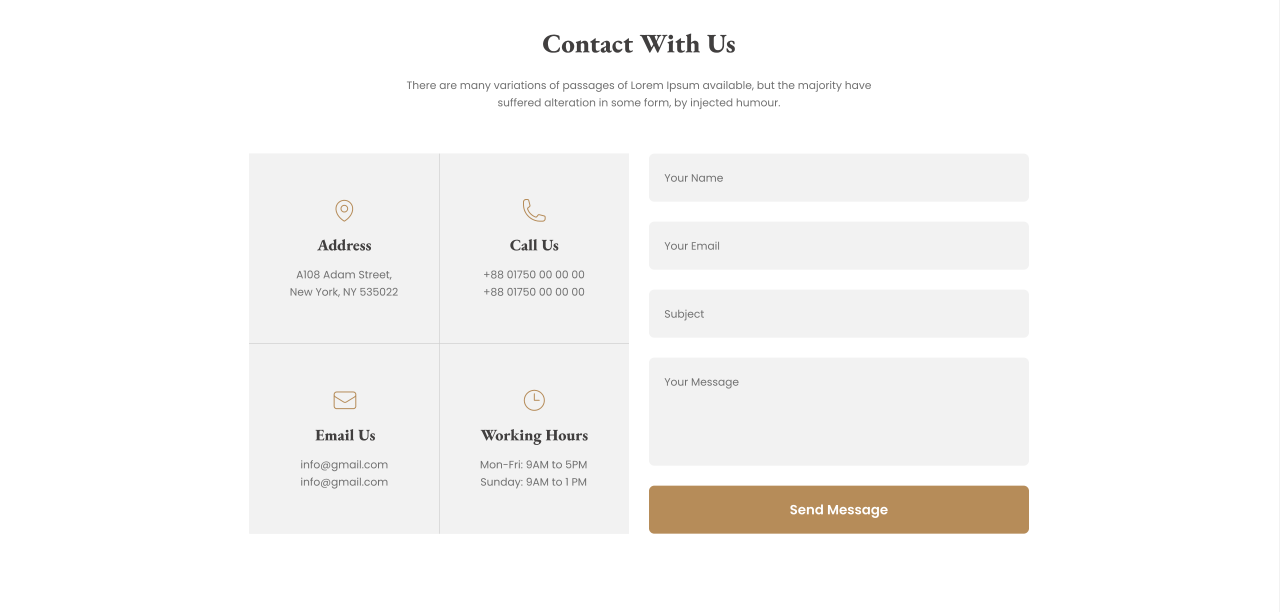 Contact With Us
There are many variations of passages of Lorem Ipsum available, but the majority have
suffered alteration in some form, by injected humour.
Address
A108 Adam Street,
New York, NY 535022
Call Us
+88 01750 00 00 00
+88 01750 00 00 00
Email Us
info@gmail.com
info@gmail.com
Working Hours
Mon-Fri: 9AM to 5PM
Sunday: 9AM to 1 PM
Your Name
Your Email
Subject
Your Message
Send Message